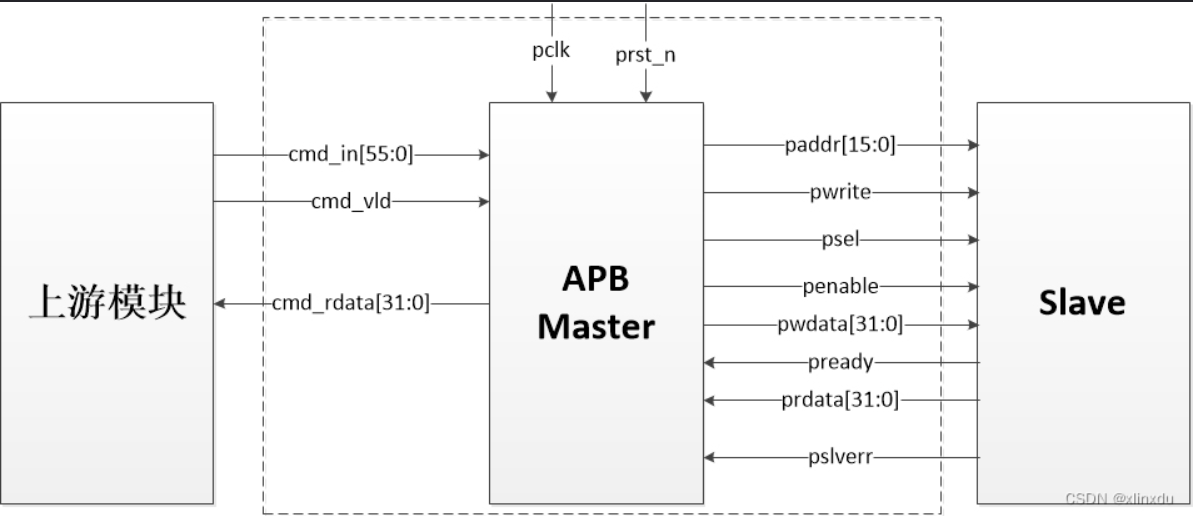 pclk
prst_n
上游模块
cmd_in[55:0]
cmd_vld
cmd_rdata[31:0]
APB
Master
paddr[15:0]
pwrite
psel
penable
pwdata[31:0]
pready
prdata[31:0]
pslverr
Slave
CSDN @xlinxdu